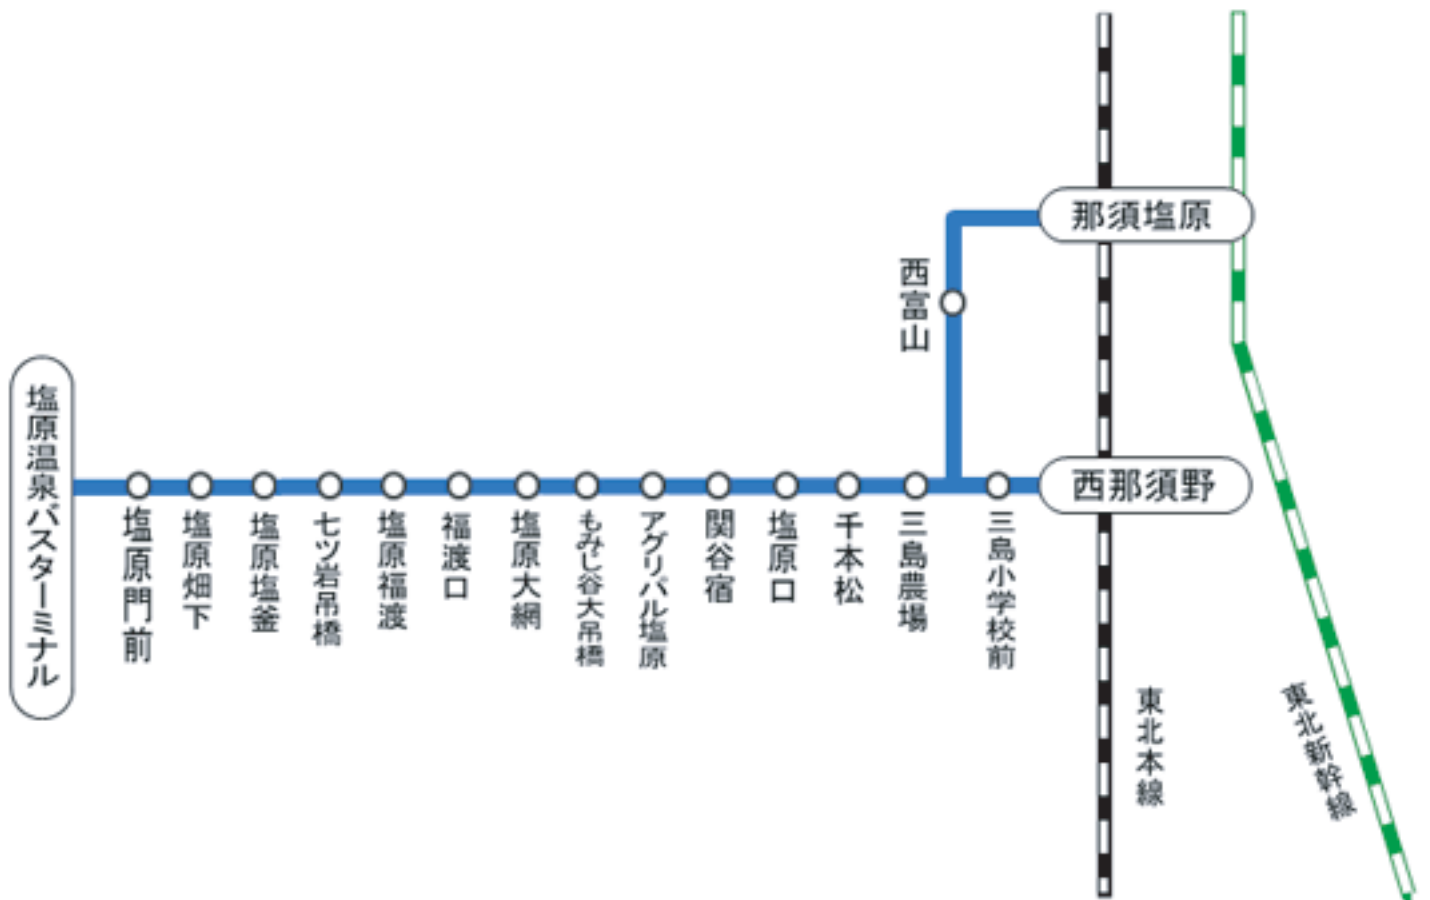 那須塩原
西富山
塩原温泉バスターミナル
塩原門前
塩原畑下
塩原塩釜
七ツ岩吊橋
塩原福渡
福渡口
塩原大網
もみじ谷大吊橋
アグリパル塩原
関谷宿
塩原口
千本松
三島農場
三島小学校前
西那須野
東北本線
東北新幹線